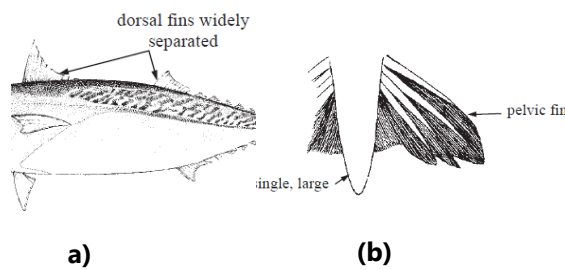 dorsal fins widely
separated
pelvic fin
single, large
a)
(b)